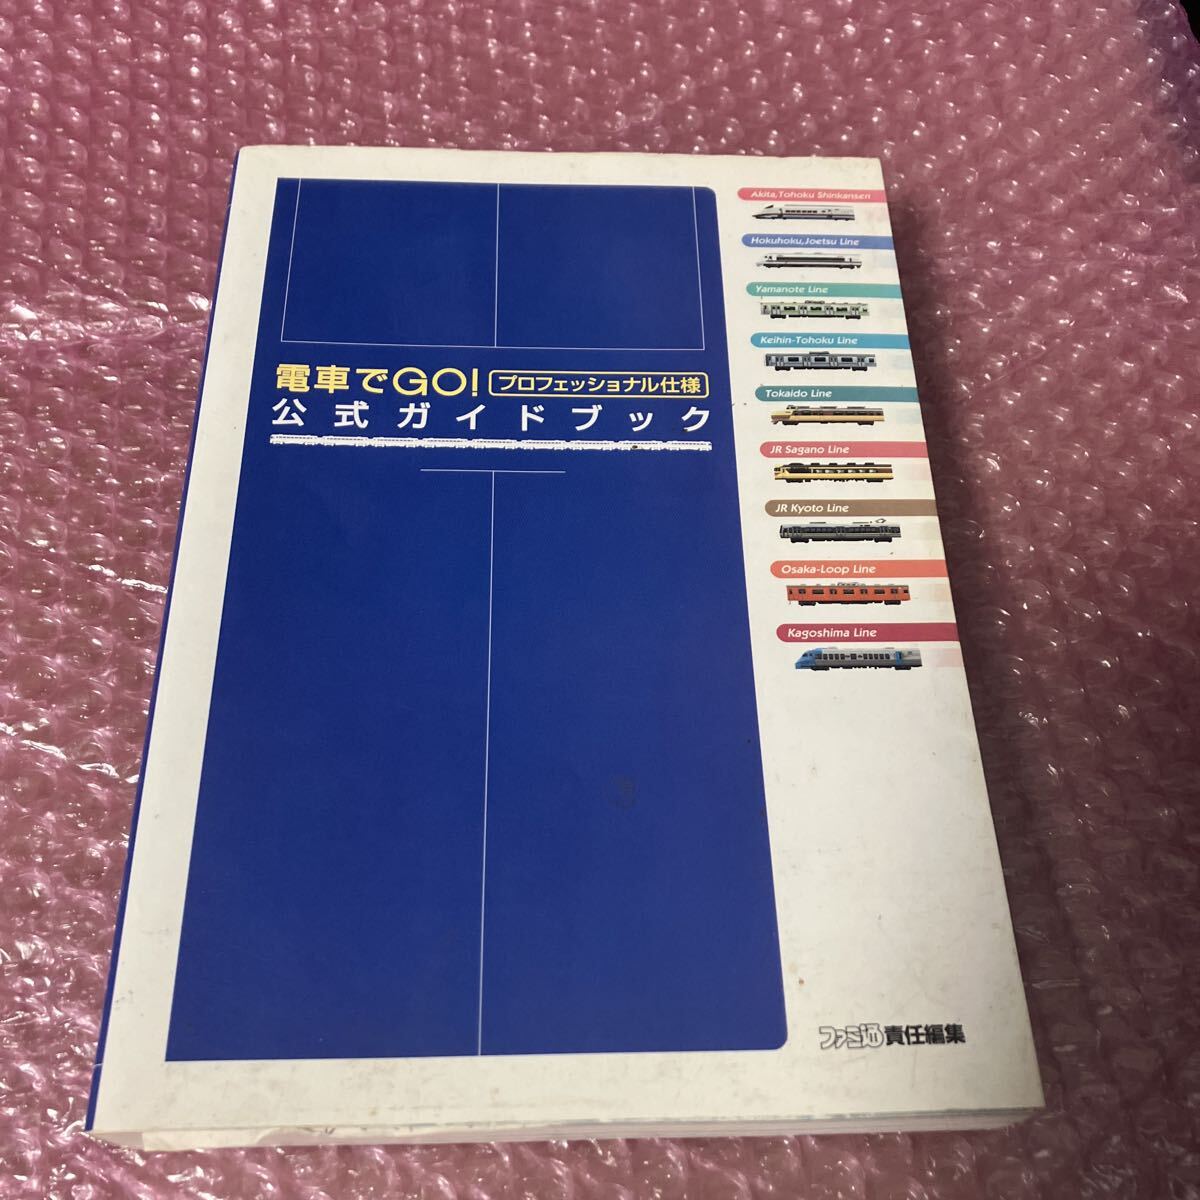 電車でGO! プロフェッショナル仕様
公式ガイドブック
Akita,Tohoku Shinkansen
Hokuhoku,Joetsu Line
Yamanote Line
Keihin-Tohoku Line
Tokaido Line
JR Sagano Line
JR Kyoto Line
Osaka-Loop Line
Kagoshima Line
ファミ通責任編集